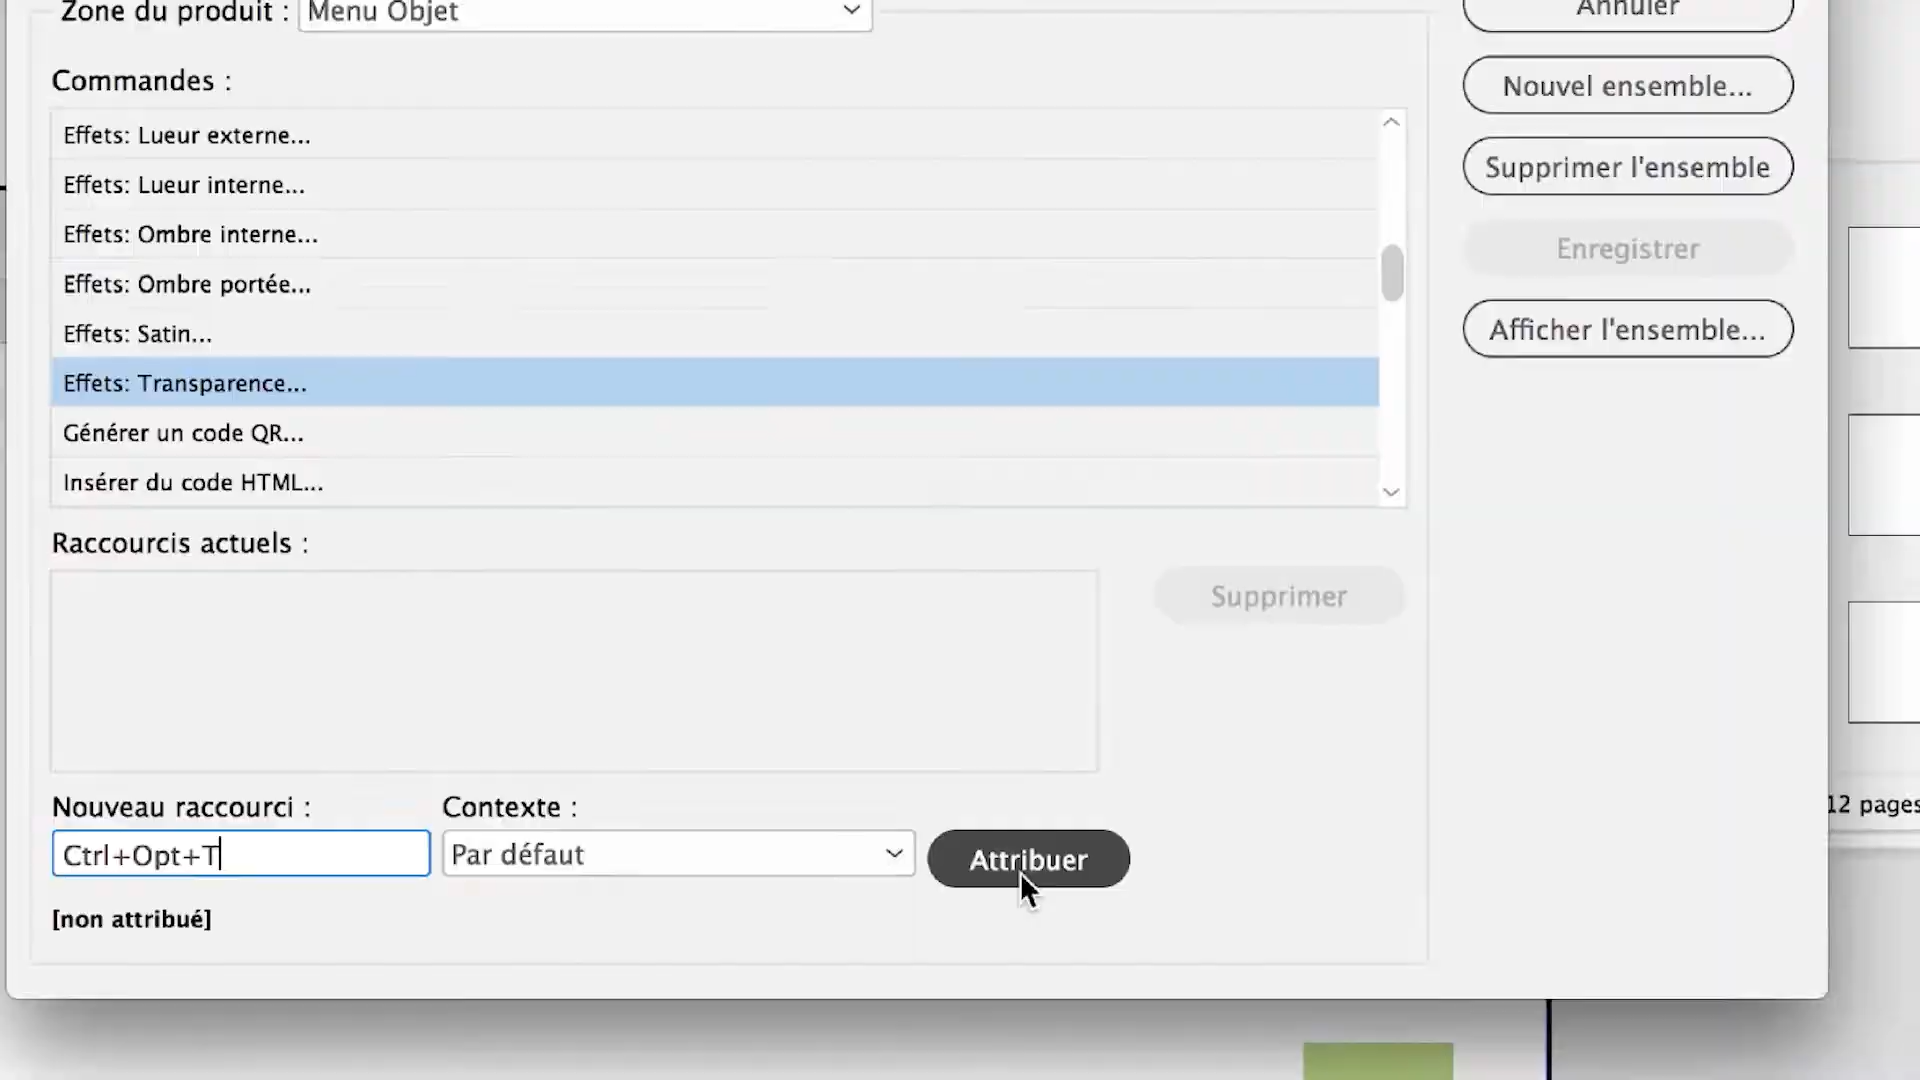 Zone du produit : Menu Objet
Annuler
Commandes :
Nouvel ensemble...
Effets: Lueur externe...
Supprimer l'ensemble
Effets: Lueur interne...
Effets: Ombre interne...
Enregistrer
Effets: Ombre portée...
Effets: Satin...
Afficher l'ensemble...
Effets: Transparence...
Générer un code QR...
Insérer du code HTML...
Raccourcis actuels :
Supprimer
Nouveau raccourci : Contexte :
12 pages
Ctrl+Opt+T Par défaut Attribuer
[non attribué]